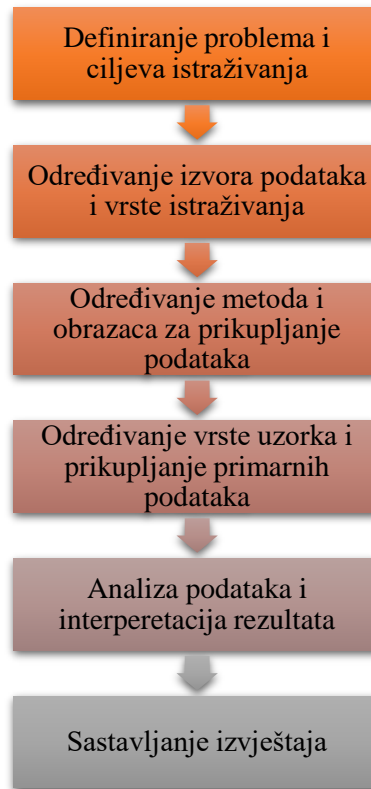 Definiranje problema i
ciljeva istraživanja
Određivanje izvora podataka
i vrste istraživanja
Određivanje metoda i
obrazaca za prikupljanje
podataka
Određivanje vrste uzorka i
prikupljanje primarnih
podataka
Analiza podataka i
interperetacija rezultata
Sastavljanje izvještaja